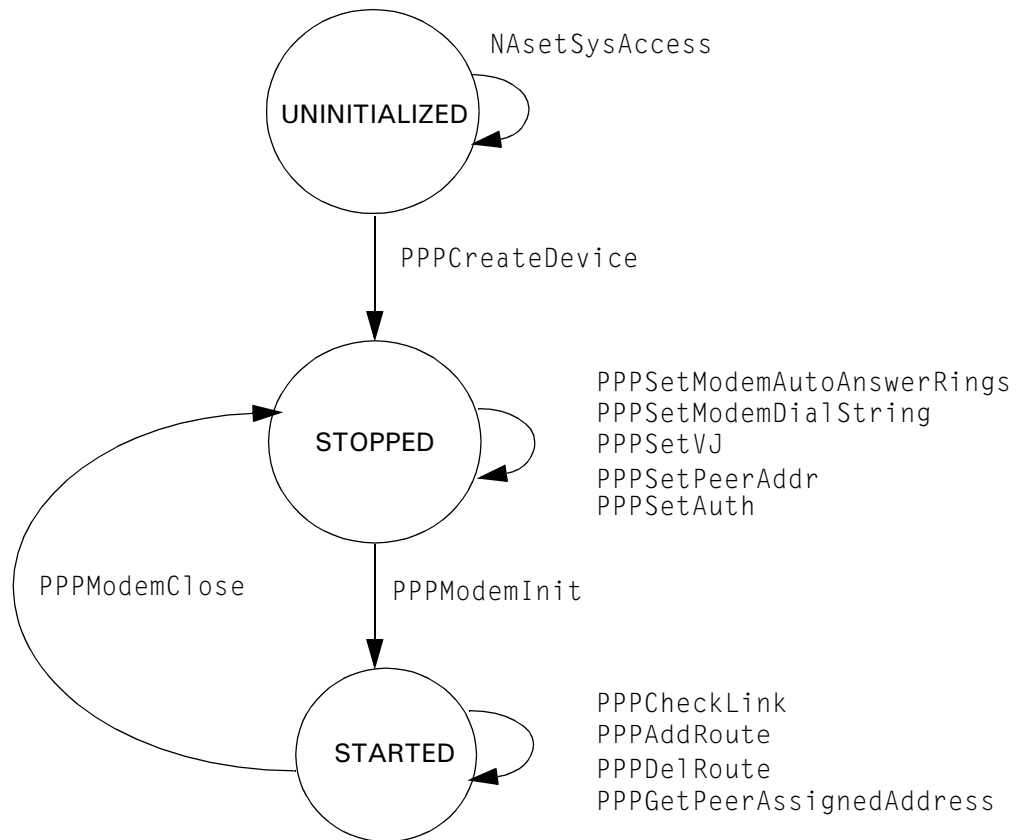 NAsetSysAccess
UNINITIALIZED
PPPCreateDevice
PPPSetModemAutoAnswerRings
PPPSetModemDialString
STOPPED
PPPSetVJ
PPPSetPeerAddr
PPPSetAuth
PPPModemClose
PPPModemInit
PPPCheckLink
PPPAddRoute
STARTED
PPPDelRoute
PPPGetPeerAssignedAddress